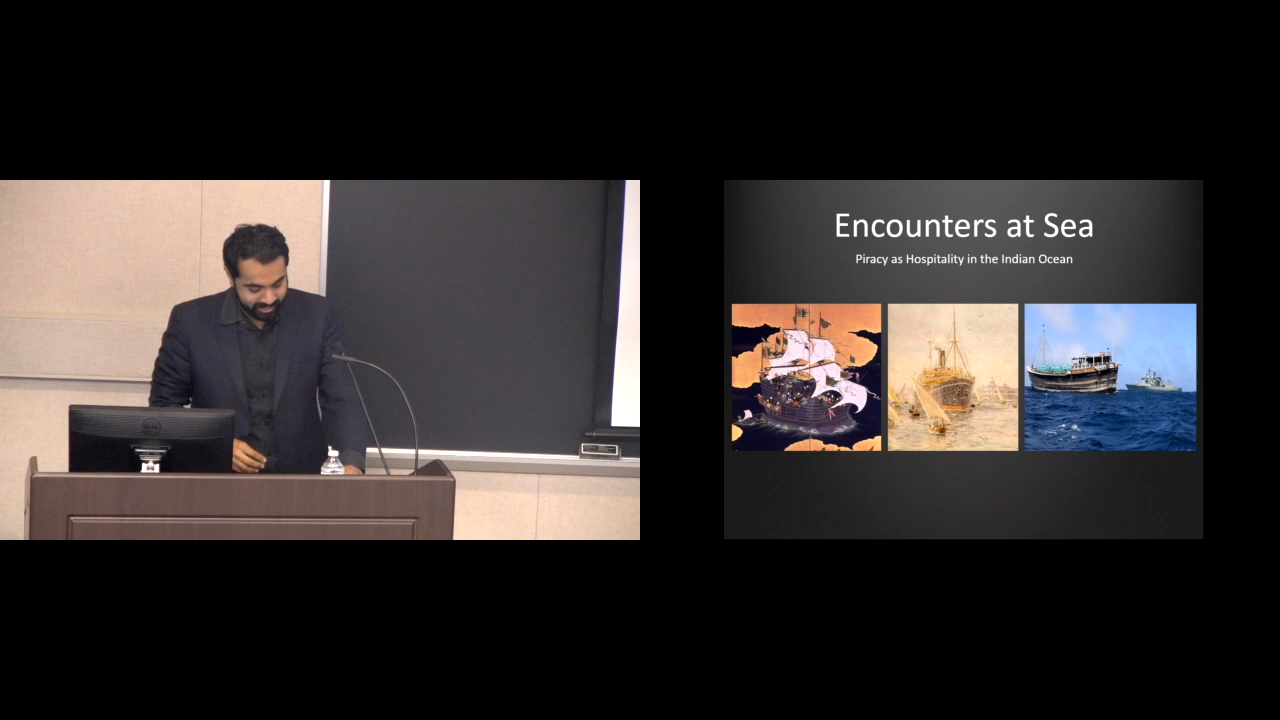 Encounters at Sea
Piracy as Hospitality in the Indian Ocean